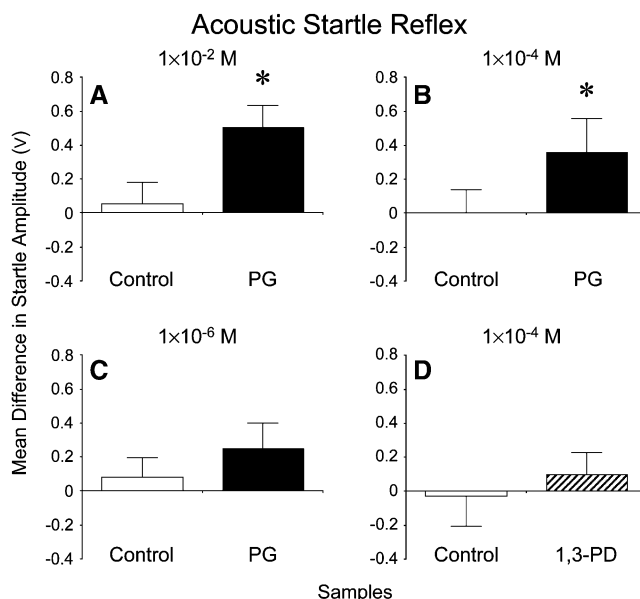 Acoustic Startle Reflex
1×10-2 M
1×10-4 M
A
*
B
*
0.8
0.6
0.4
0.2
0
-0.2
-0.4
Control
PG
0.8
0.6
0.4
0.2
0
-0.2
-0.4
Control
PG
Mean Difference in Startle Amplitude (V)
1×10-6 M
1×10-4 M
C
D
0.8
0.6
0.4
0.2
0
-0.2
-0.4
Control
PG
0.8
0.6
0.4
0.2
0
-0.2
-0.4
Control
1,3-PD
Samples